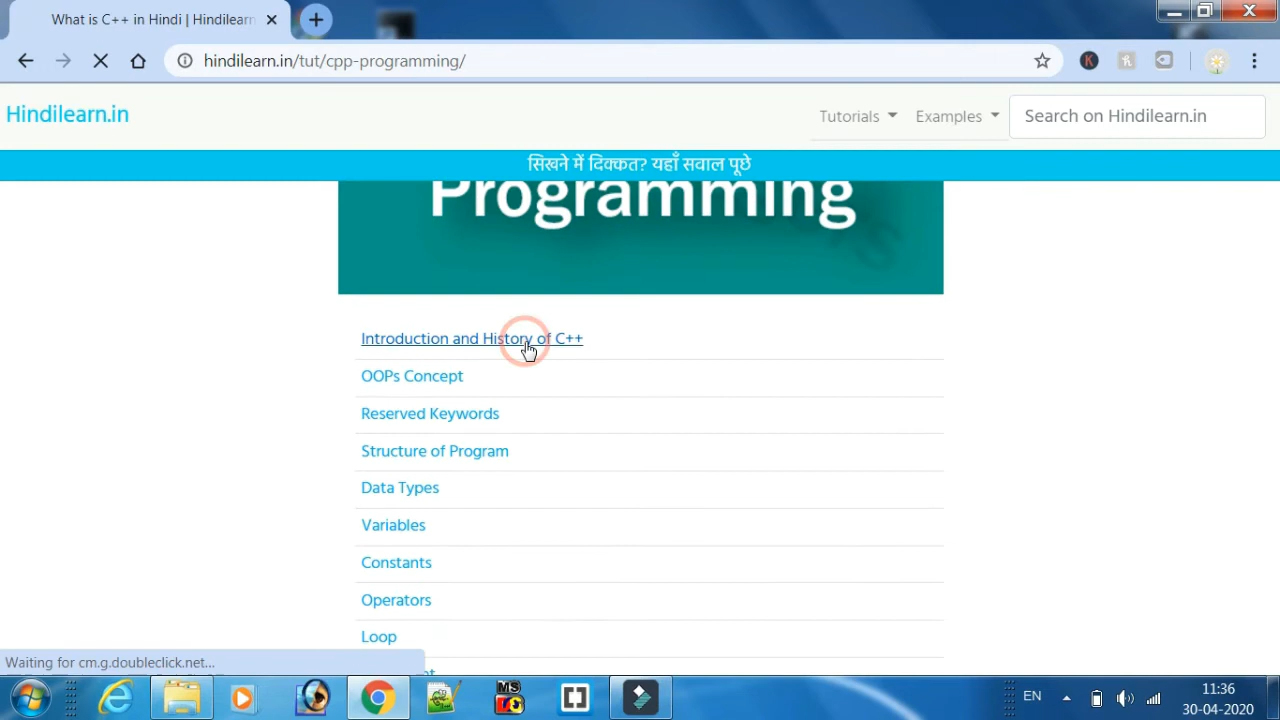 What is C++ in Hindi | Hindilearn
hindilearn.in/tut/cpp-programming/
K
Hindilearn.in
Tutorials
Examples
Search on Hindilearn.in
सिखने में दिक्कत? यहाँ सवाल पूछे
Programming
Introduction and History of C++
OOPs Concept
Reserved Keywords
Structure of Program
Data Types
Variables
Constants
Operators
Loop
Waiting for cm.g.doubleclick.net...
MS
EN
11:36
30-04-2020